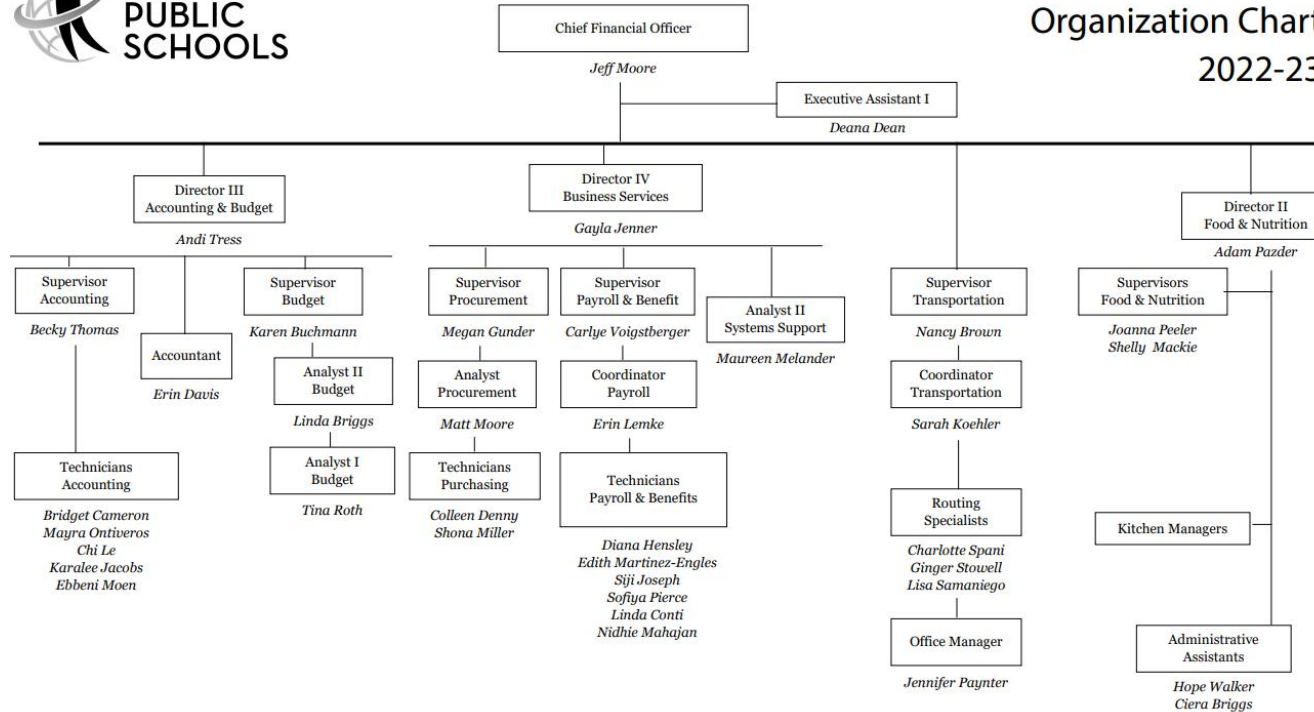 PUBLIC
SCHOOLS
Organization Chart
2022-23
Chief Financial Officer
Jeff Moore
Executive Assistant I
Deana Dean
Director III
Accounting & Budget
Andi Tress
Director IV
Business Services
Gayla Jenner
Director II
Food & Nutrition
Adam Pazder
Supervisor
Accounting
Becky Thomas
Accountant
Erin Davis
Supervisor
Budget
Karen Buchmann
Analyst II
Budget
Linda Briggs
Analyst I
Budget
Tina Roth
Technicians
Accounting
Bridget Cameron
Mayra Ontiveros
Chi Le
Karalee Jacobs
Ebbeni Moen
Supervisor
Procurement
Megan Gunder
Analyst
Procurement
Matt Moore
Technicians
Purchasing
Colleen Denny
Shona Miller
Supervisor
Payroll & Benefit
Carlye Voigstberger
Coordinator
Payroll
Erin Lemke
Technicians
Payroll & Benefits
Diana Hensley
Edith Martinez-Engles
Siji Joseph
Sofiya Pierce
Linda Conti
Nidhie Mahajan
Analyst II
Systems Support
Maureen Melander
Supervisor
Transportation
Nancy Brown
Coordinator
Transportation
Sarah Koehler
Routing
Specialists
Charlotte Spani
Ginger Stowell
Lisa Samaniego
Office Manager
Jennifer Paynter
Supervisors
Food & Nutrition
Joanna Peeler
Shelly Mackie
Kitchen Managers
Administrative
Assistants
Hope Walker
Ciera Briggs